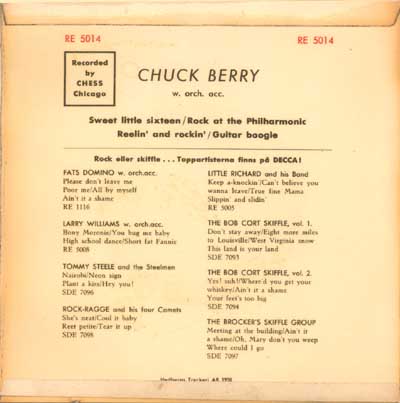 RE 5014
RE 5014
Recorded
by
CHESS
Chicago
CHUCK BERRY
w. orch. acc.
Sweet little sixteen/Rock at the Philharmonic
Reelin' and rockin'/Guitar boogie
Rock eller skiffle . . . Toppartisterna finns på DECCA!
FATS DOMINO w.orch.acc.
Please don't leave me
Poor me/All by myself
Ain't it a shame
RE 1116
LARRY WILLIAMS w. orch.acc.
Bony Moronie/You bug me baby
High school dance/Short fat Fannie
RE 5008
TOMMY STEELE and the Steelmen
Nairobi/Neon sign
Plant a kiss/Hey you!
SDE 7096
ROCK-RAGGE and his four Comets
She's neat/Cool it baby
Reet petite/Tear it up
SDE 7098
LITTLE RICHARD and his Band
Keep a-knockin'/Can't believe you
wanna leave/True fine Mama
Slippin' and slidin'
RE 5005
THE BOB CORT SKIFFLE, vol. 1.
Don't stay away/Eight more miles
to Louisville/West Virginia snow
This land is your land
SDE 7093
THE BOB CORT SKIFFLE, vol. 2.
Yes! suh!/Where'd you get your
whiskey/Ain't it a shame
Your feet's too big
SDE 7094
THE BROCKER'S SKIFFLE GROUP
Meeting at the building/Ain't it
a shame/Oh, Mary don't you weep
Where could I go
SDE 7097
AB, 1958